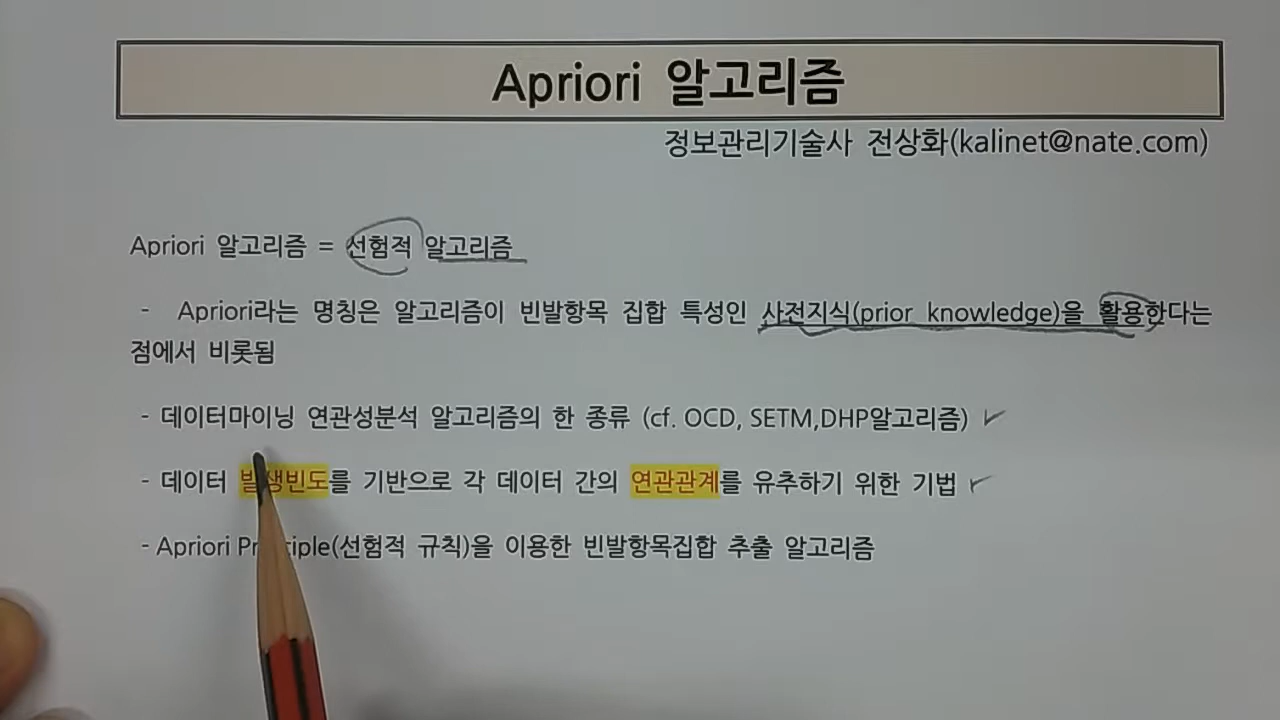 Apriori 알고리즘
정보관리기술사 전상화(kalinet@nate.com)
Apriori 알고리즘 = 선험적 알고리즘
- Apriori라는 명칭은 알고리즘이 빈발항목 집합 특성인 사전지식(prior knowledge)을 활용한다는
점에서 비롯됨
- 데이터마이닝 연관성분석 알고리즘의 한 종류 (cf. OCD, SETM,DHP알고리즘)
- 데이터 발생빈도를 기반으로 각 데이터 간의 연관관계를 유추하기 위한 기법
- Apriori Principle(선험적 규칙)을 이용한 빈발항목집합 추출 알고리즘